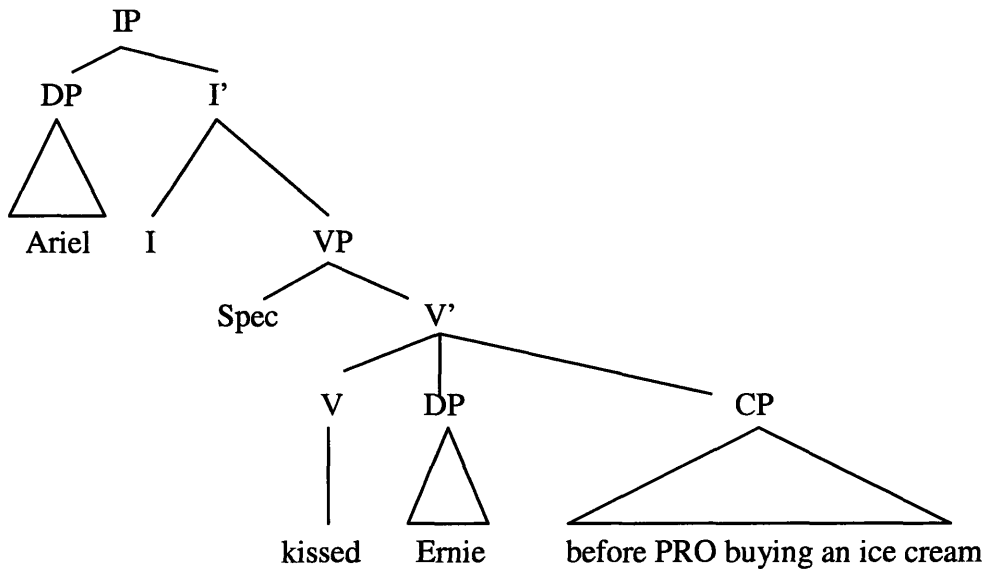 IP
DP I’
Ariel I VP
Spec V’
V DP CP
kissed Ernie before PRO buying an ice cream